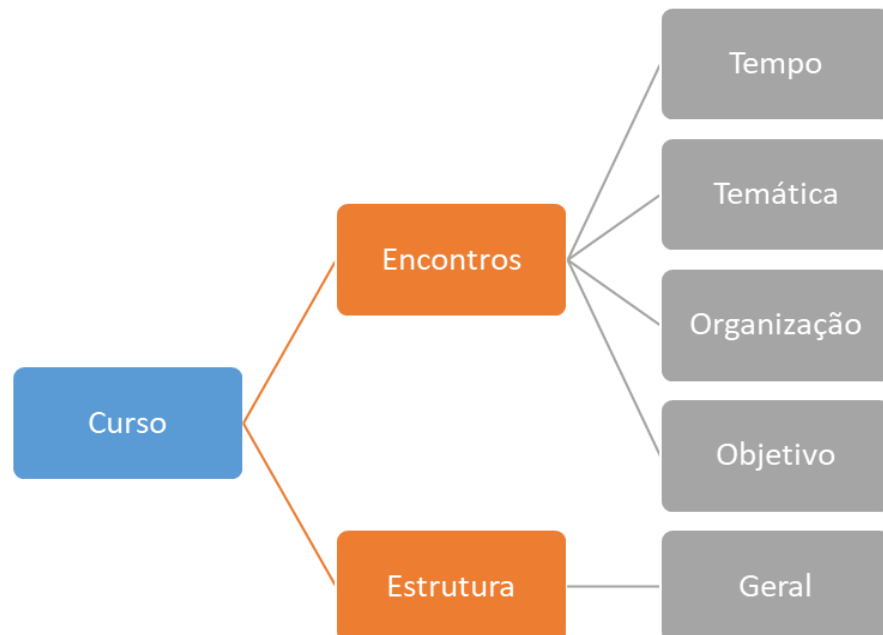 Tempo
Temática
Encontros
Organização
Curso
Objetivo
Estrutura
Geral